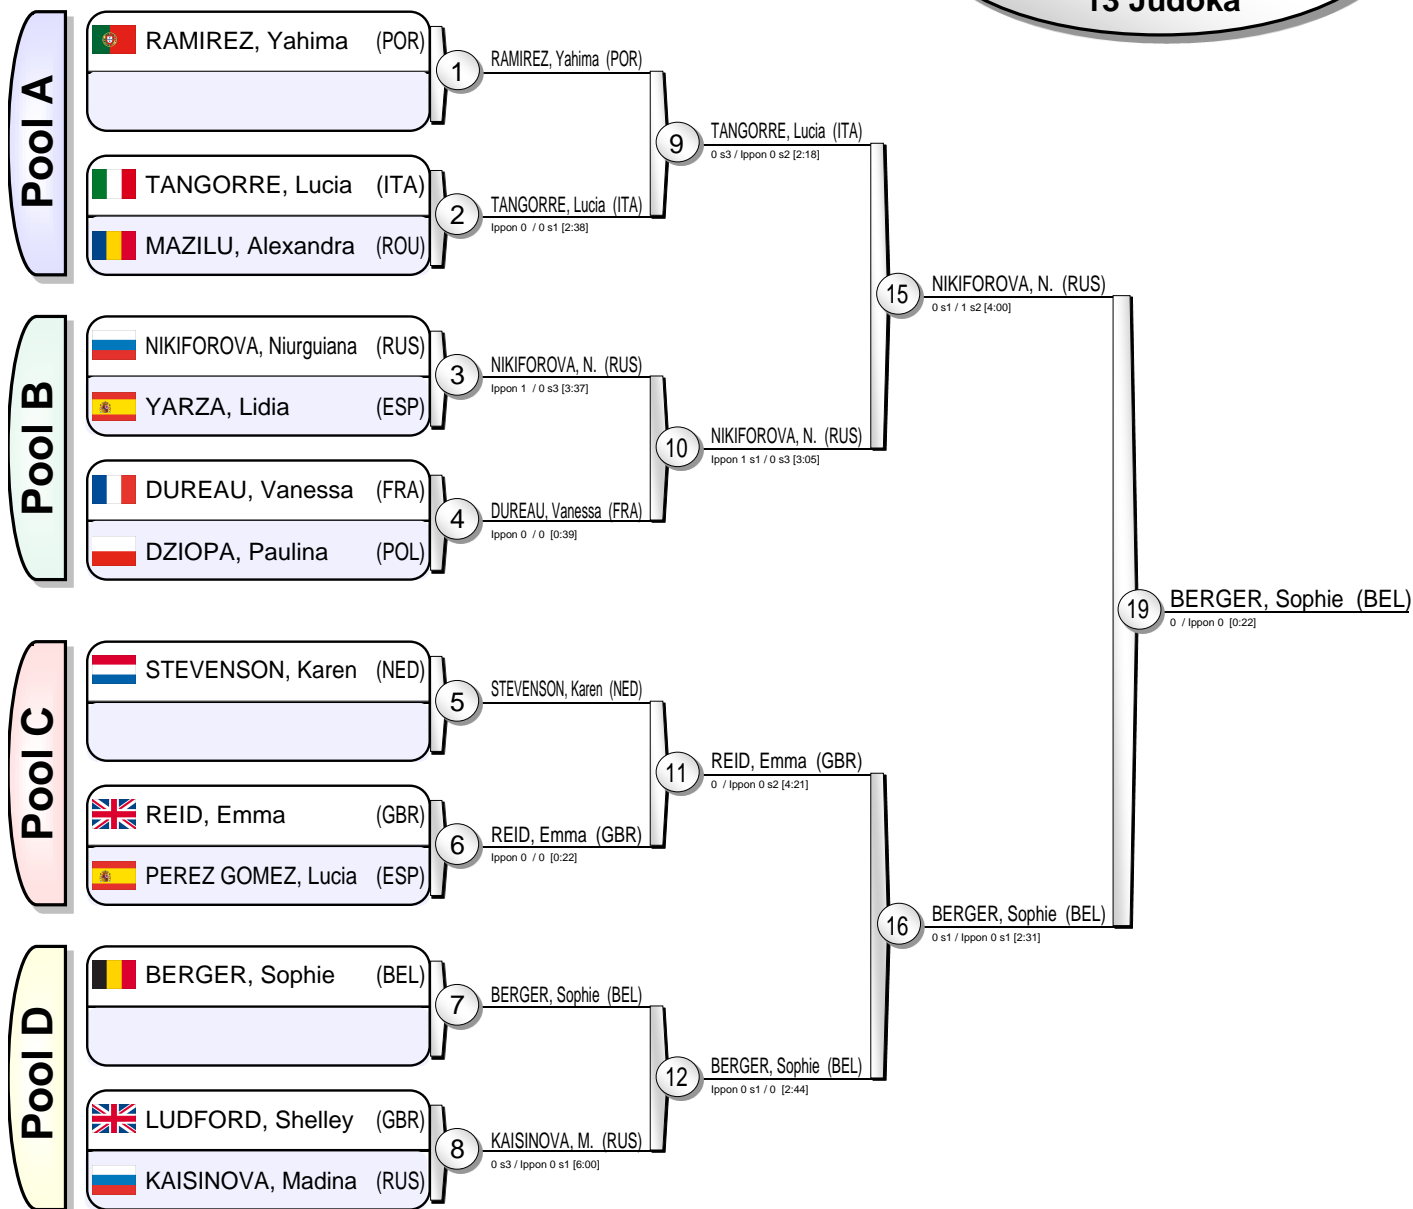 13 Judoka
Pool A
RAMIREZ, Yahima (POR)
1
RAMIREZ, Yahima (POR)
TANGORRE, Lucia (ITA)
MAZILU, Alexandra (ROU)
2
TANGORRE, Lucia (ITA)
Ippon 0 / 0 s1 [2:38]
9
TANGORRE, Lucia (ITA)
0 s3 / Ippon 0 s2 [2:18]
Pool B
NIKIFOROVA, Niurguiana (RUS)
YARZA, Lidia (ESP)
3
NIKIFOROVA, N. (RUS)
Ippon 1 / 0 s3 [3:37]
DUREAU, Vanessa (FRA)
DZIOPA, Paulina (POL)
4
DUREAU, Vanessa (FRA)
Ippon 0 / 0 [0:39]
10
NIKIFOROVA, N. (RUS)
Ippon 1 s1 / 0 s3 [3:05]
15
NIKIFOROVA, N. (RUS)
0 s1 / 1 s2 [4:00]
Pool C
STEVENSON, Karen (NED)
5
STEVENSON, Karen (NED)
REID, Emma (GBR)
PEREZ GOMEZ, Lucia (ESP)
6
REID, Emma (GBR)
Ippon 0 / 0 [0:22]
11
REID, Emma (GBR)
0 / Ippon 0 s2 [4:21]
Pool D
BERGER, Sophie (BEL)
7
BERGER, Sophie (BEL)
LUDFORD, Shelley (GBR)
KAISINOVA, Madina (RUS)
8
KAISINOVA, M. (RUS)
0 s3 / Ippon 0 s1 [6:00]
12
BERGER, Sophie (BEL)
Ippon 0 s1 / 0 [2:44]
16
BERGER, Sophie (BEL)
0 s1 / Ippon 0 s1 [2:31]
19
BERGER, Sophie (BEL)
0 / Ippon 0 [0:22]